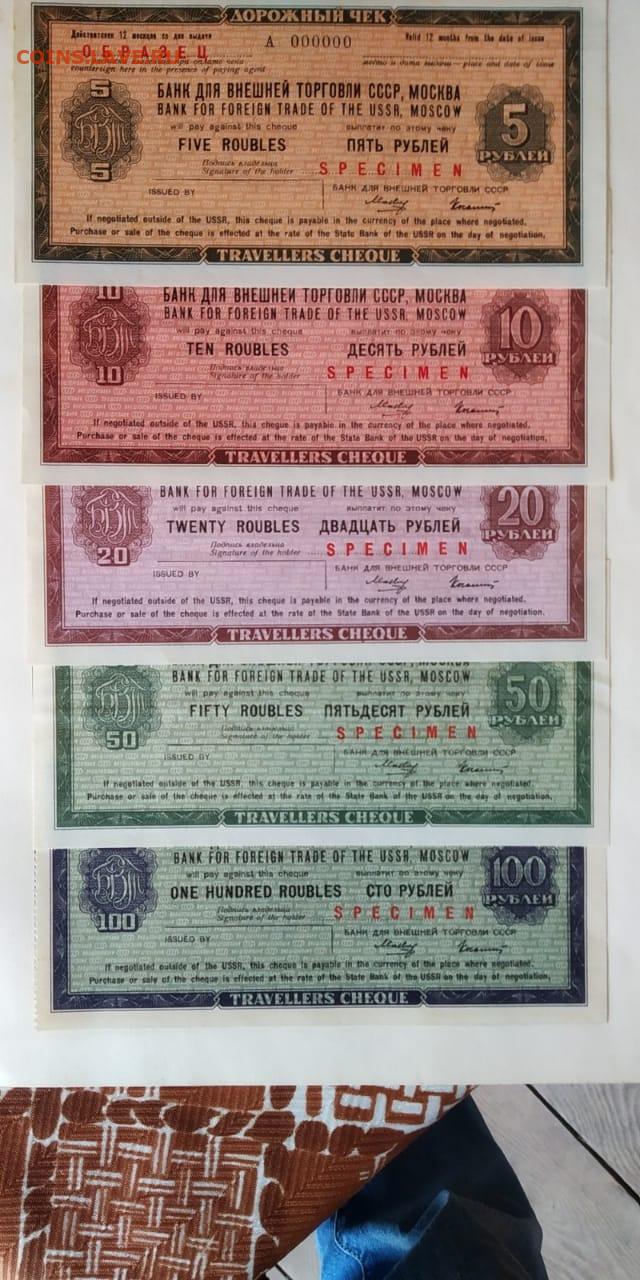 ДОРОЖНЫЙ ЧЕК
Действителен 12 месяцев со дня выдачи
А 000000
Valid 12 months from the date of issue
COINS.LAVE.RU
ОБРАЗЕЦ
countersign here in the presence of paying agent
место и дата выдачи — place and date of issue
БАНК ДЛЯ ВНЕШНЕЙ ТОРГОВЛИ СССР, МОСКВА
BANK FOR FOREIGN TRADE OF THE USSR, MOSCOW
5
will pay against this cheque выплатит по этому чеку
5
FIVE ROUBLES ПЯТЬ РУБЛЕЙ
РУБЛЕЙ
Подпись владельца
Signature of the holder SPECIMEN
5
ISSUED BY БАНК ДЛЯ ВНЕШНЕЙ ТОРГОВЛИ СССР
If negotiated outside of the USSR, this cheque is payable in the currency of the place where negotiated.
Purchase or sale of the cheque is effected at the rate of the State Bank of the USSR on the day of negotiation.
TRAVELLERS CHEQUE
10
БАНК ДЛЯ ВНЕШНЕЙ ТОРГОВЛИ СССР, МОСКВА
BANK FOR FOREIGN TRADE OF THE USSR, MOSCOW
10
will pay against this cheque выплатит по этому чеку
TEN ROUBLES ДЕСЯТЬ РУБЛЕЙ
РУБЛЕЙ
Подпись владельца
Signature of the holder SPECIMEN
10
ISSUED BY БАНК ДЛЯ ВНЕШНЕЙ ТОРГОВЛИ СССР
If negotiated outside of the USSR, this cheque is payable in the currency of the place where negotiated.
Purchase or sale of the cheque is effected at the rate of the State Bank of the USSR on the day of negotiation.
TRAVELLERS CHEQUE
BANK FOR FOREIGN TRADE OF THE USSR, MOSCOW
20
will pay against this cheque выплатит по этому чеку
TWENTY ROUBLES ДВАДЦАТЬ РУБЛЕЙ
РУБЛЕЙ
Подпись владельца
Signature of the holder SPECIMEN
20
ISSUED BY БАНК ДЛЯ ВНЕШНЕЙ ТОРГОВЛИ СССР
If negotiated outside of the USSR, this cheque is payable in the currency of the place where negotiated.
Purchase or sale of the cheque is effected at the rate of the State Bank of the USSR on the day of negotiation.
TRAVELLERS CHEQUE
BANK FOR FOREIGN TRADE OF THE USSR, MOSCOW
50
will pay against this cheque выплатит по этому чеку
FIFTY ROUBLES ПЯТЬДЕСЯТ РУБЛЕЙ
РУБЛЕЙ
Подпись владельца
Signature of the holder SPECIMEN
50
ISSUED BY БАНК ДЛЯ ВНЕШНЕЙ ТОРГОВЛИ СССР
If negotiated outside of the USSR, this cheque is payable in the currency of the place where negotiated.
Purchase or sale of the cheque is effected at the rate of the State Bank of the USSR on the day of negotiation.
TRAVELLERS CHEQUE
BANK FOR FOREIGN TRADE OF THE USSR, MOSCOW
100
will pay against this cheque выплатит по этому чеку
ONE HUNDRED ROUBLES СТО РУБЛЕЙ
РУБЛЕЙ
Подпись владельца
Signature of the holder SPECIMEN
100
ISSUED BY БАНК ДЛЯ ВНЕШНЕЙ ТОРГОВЛИ СССР
If negotiated outside of the USSR, this cheque is payable in the currency of the place where negotiated.
Purchase or sale of the cheque is effected at the rate of the State Bank of the USSR on the day of negotiation,
TRAVELLERS CHEQUE